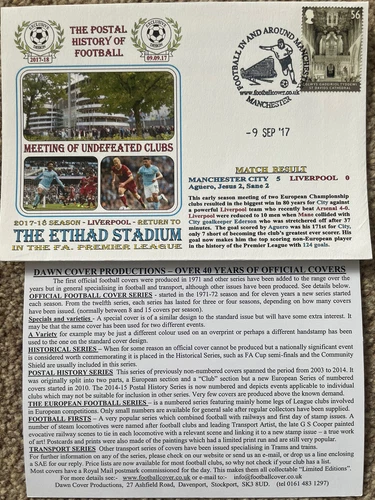 THE POSTAL
HISTORY OF
FOOTBALL
2017-18
09.09.17
FOOTBALL IN AND AROUND MANCHESTER
www.footballcover.co.uk
MANCHESTER
56
- 9 SEP '17
MEETING OF UNDEFEATED CLUBS
2017-18 SEASON - LIVERPOOL - RETURN TO
THE ETIHAD STADIUM
IN THE F.A. PREMIER LEAGUE
MATCH RESULT
MANCHESTER CITY 5 LIVERPOOL 0
Aguero, Jesus 2, Sane 2
This early season meeting of two European Championship
clubs resulted in the biggest win in 80 years for City against
a powerful Liverpool team who recently beat Arsenal 4-0.
Liverpool were reduced to 10 men when Mane collided with
City goalkeeper Ederson who was stretchered off after 37
minutes. The goal scored by Aguero was his 171st for City,
only 7 short of becoming the club's greatest ever scorer. His
goal now makes him the top scoring non-European player
in the history of the Premier League with 124 goals.
DAWN COVER PRODUCTIONS – OVER 40 YEARS OF OFFICIAL COVERS
The first official football covers were produced in 1971 and other series have been added to the range over the
years but in general specialising in football and transport, although other issues have been produced. See details below.
OFFICIAL FOOTBALL COVER SERIES - started in the 1971-72 season and for eleven years a new series started
each season. From the twelfth series, each series has lasted for three or four seasons, depending on how many covers
have been issued. (normally between 8 and 15 covers per season).
Specials and varieties - A special cover is of a similar design to the standard issue but will have some extra interest. It
may be that the same cover has been used for two different events.
A Variety for example may be just a different colour used on an overprint or perhaps a different handstamp has been
used to the one on the standard cover design.
HISTORICAL SERIES – When for some reason an official cover cannot be produced but a nationally significant event
is considered worth commemorating it is placed in the Historical Series, such as FA Cup semi-finals and the Community
Shield are usually included in this series.
POSTAL HISTORY SERIES This series of previously non-numbered covers spanned the period from 2003 to 2014. It
was originally split into two parts, a European section and a "Club" section but a new European Series of numbered
covers started in 2010. The 2014-15 Postal History Series is now numbered and depicts events applicable to individual
clubs which may not be suitable for inclusion in other series. Very few covers are produced above the known demand.
THE EUROPEAN FOOTBALL SERIES – is a numbered series featuring mainly home legs of League clubs involved
in European competitions. Only small numbers are available for general sale after regular collectors have been supplied.
FOOTBALL FIRSTS – A very popular series which combined football with railways and first day of stamp issues. A
number of steam locomotives were named after football clubs and leading Transport artist, the late G S Cooper painted
evocative railway scenes to tie in each locomotive with a relevant scene and linking it to a new stamp issue – a true work
of art! Postcards and prints were also made of the paintings which had a limited print run and are still very popular.
TRANSPORT SERIES Other transport series of covers have been issued specialising in Trams and trains.
For further information on any of the series, please check on our website or send us an e-mail, or drop us a line enclosing
a SAE for our reply. Price lists are now available for most football clubs, so why not check if your club has a list.
Most covers have a Royal Mail postmark commissioned for the day. This makes them all collectable "Limited Editions".
For more details see:- www.footballcover.co.uk or e-mail to:- info@footballcover.co.uk
Dawn Cover Productions, 27 Ashfield Road, Davenport, Stockport, SK3 8UD. (tel 0161 483 1297)